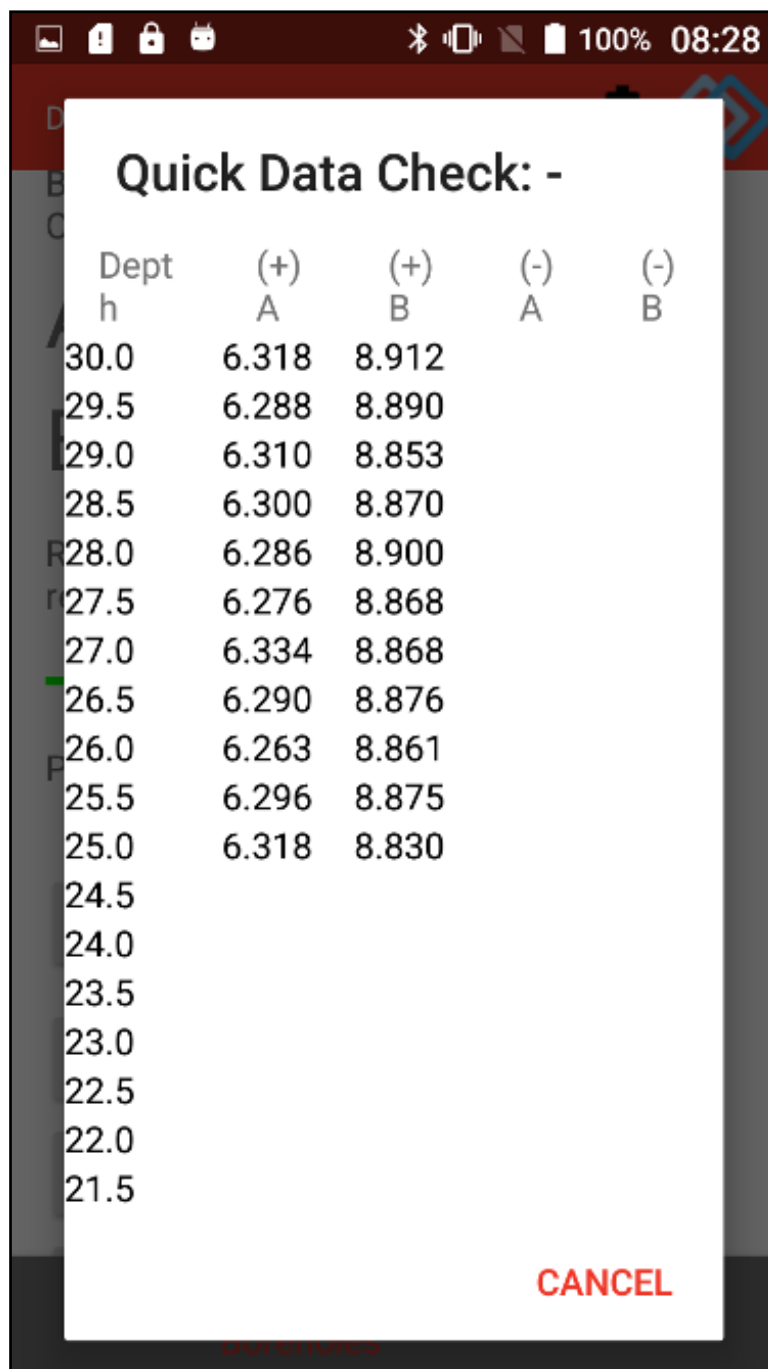 100% 08:28
D
Quick Data Check: -
Dept
h
(+)
A
(+)
B
(-)
A
(-)
B
30.0 6.318 8.912
29.5 6.288 8.890
29.0 6.310 8.853
28.5 6.300 8.870
28.0 6.286 8.900
27.5 6.276 8.868
27.0 6.334 8.868
26.5 6.290 8.876
26.0 6.263 8.861
25.5 6.296 8.875
25.0 6.318 8.830
24.5
24.0
23.5
23.0
22.5
22.0
21.5
CANCEL